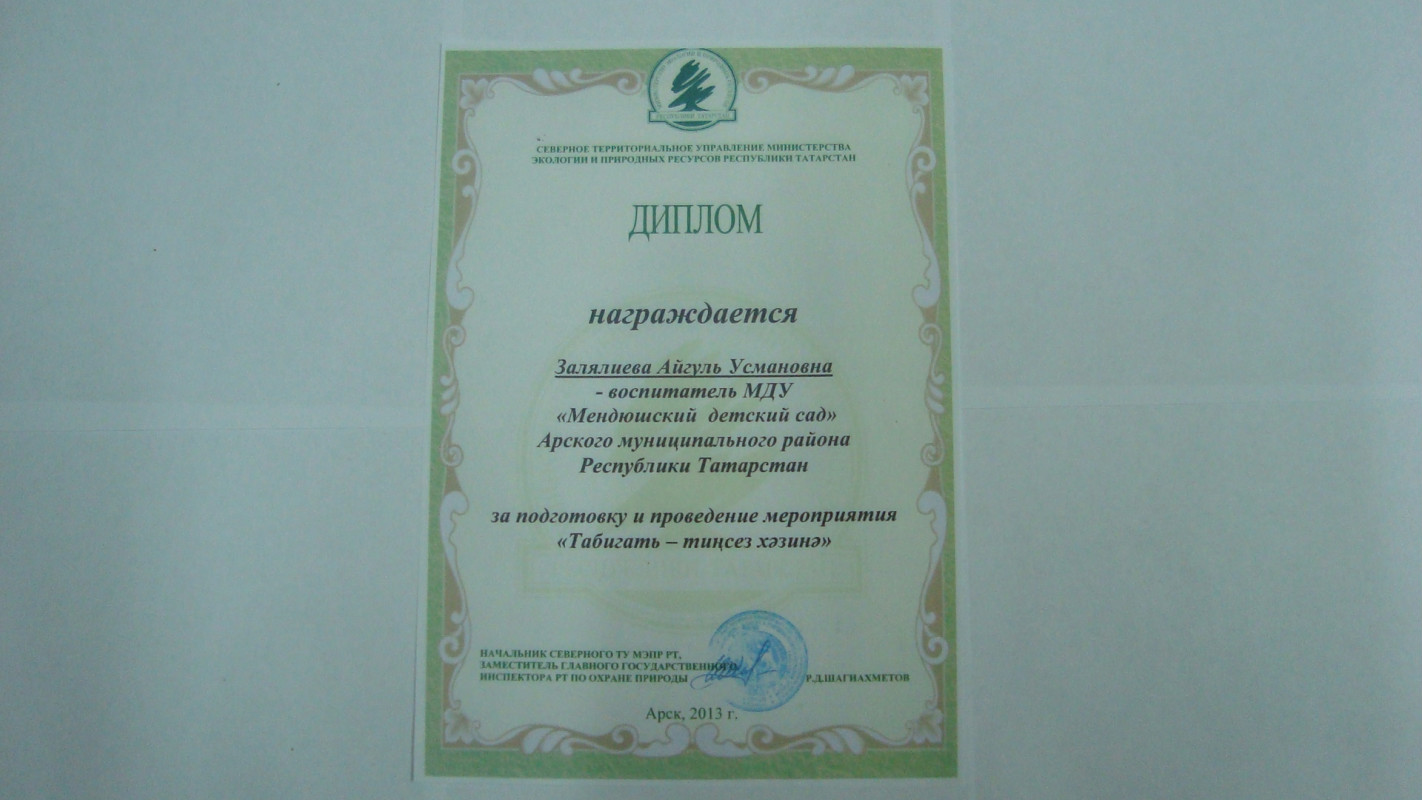 РЕСПУБЛИКИ ТАТАРСТАН
СЕВЕРНОЕ ТЕРРИТОРИАЛЬНОЕ УПРАВЛЕНИЕ МИНИСТЕРСТВА
ЭКОЛОГИИ И ПРИРОДНЫХ РЕСУРСОВ РЕСПУБЛИКИ ТАТАРСТАН
ДИПЛОМ
награждается
Залялиева Айгуль Усмановна
- воспитатель МДУ
«Мендюшский детский сад»
Арского муниципального района
Республики Татарстан
за подготовку и проведение мероприятия
«Табигать – тиңсез хәзинә»
НАЧАЛЬНИК СЕВЕРНОГО ТУ МЭПР РТ,
ЗАМЕСТИТЕЛЬ ГЛАВНОГО ГОСУДАРСТВЕННОГО
ИНСПЕКТОРА РТ ПО ОХРАНЕ ПРИРОДЫ Р.Д.ШАГИАХМЕТОВ
Арск, 2013 г.